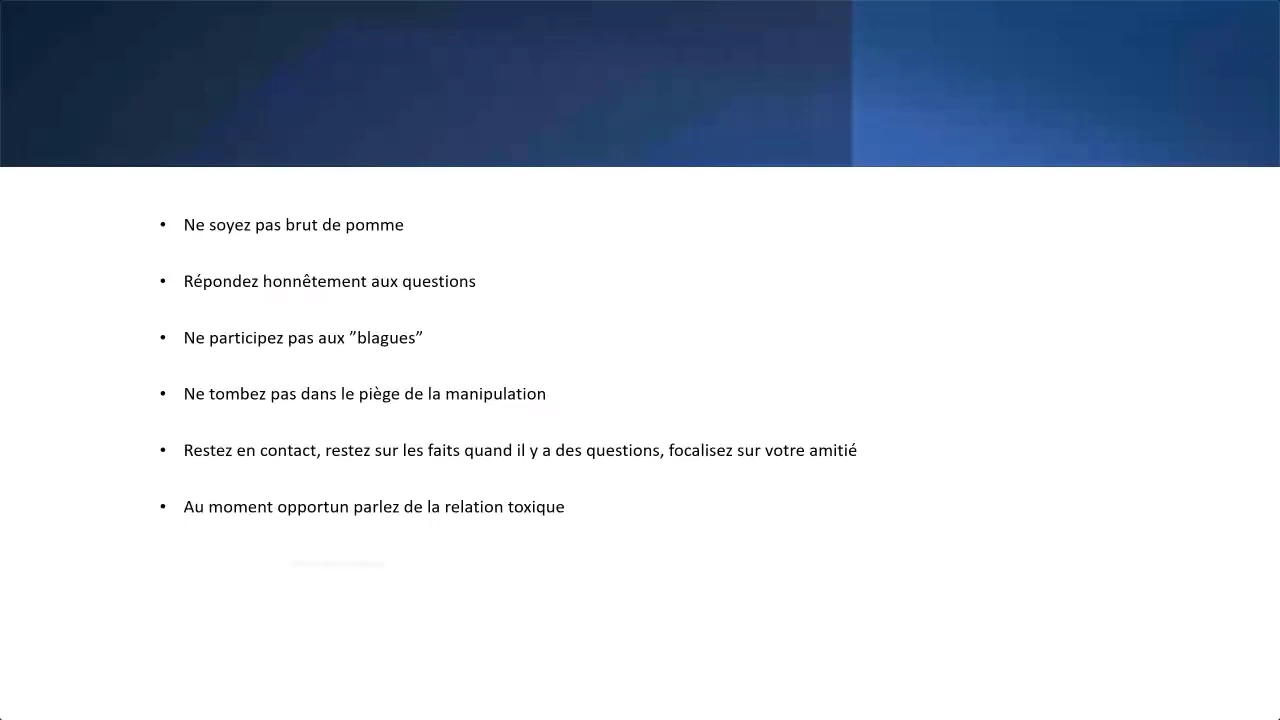 • Ne soyez pas brut de pomme
• Répondez honnêtement aux questions
• Ne participez pas aux ”blagues”
• Ne tombez pas dans le piège de la manipulation
• Restez en contact, restez sur les faits quand il y a des questions, focalisez sur votre amitié
• Au moment opportun parlez de la relation toxique